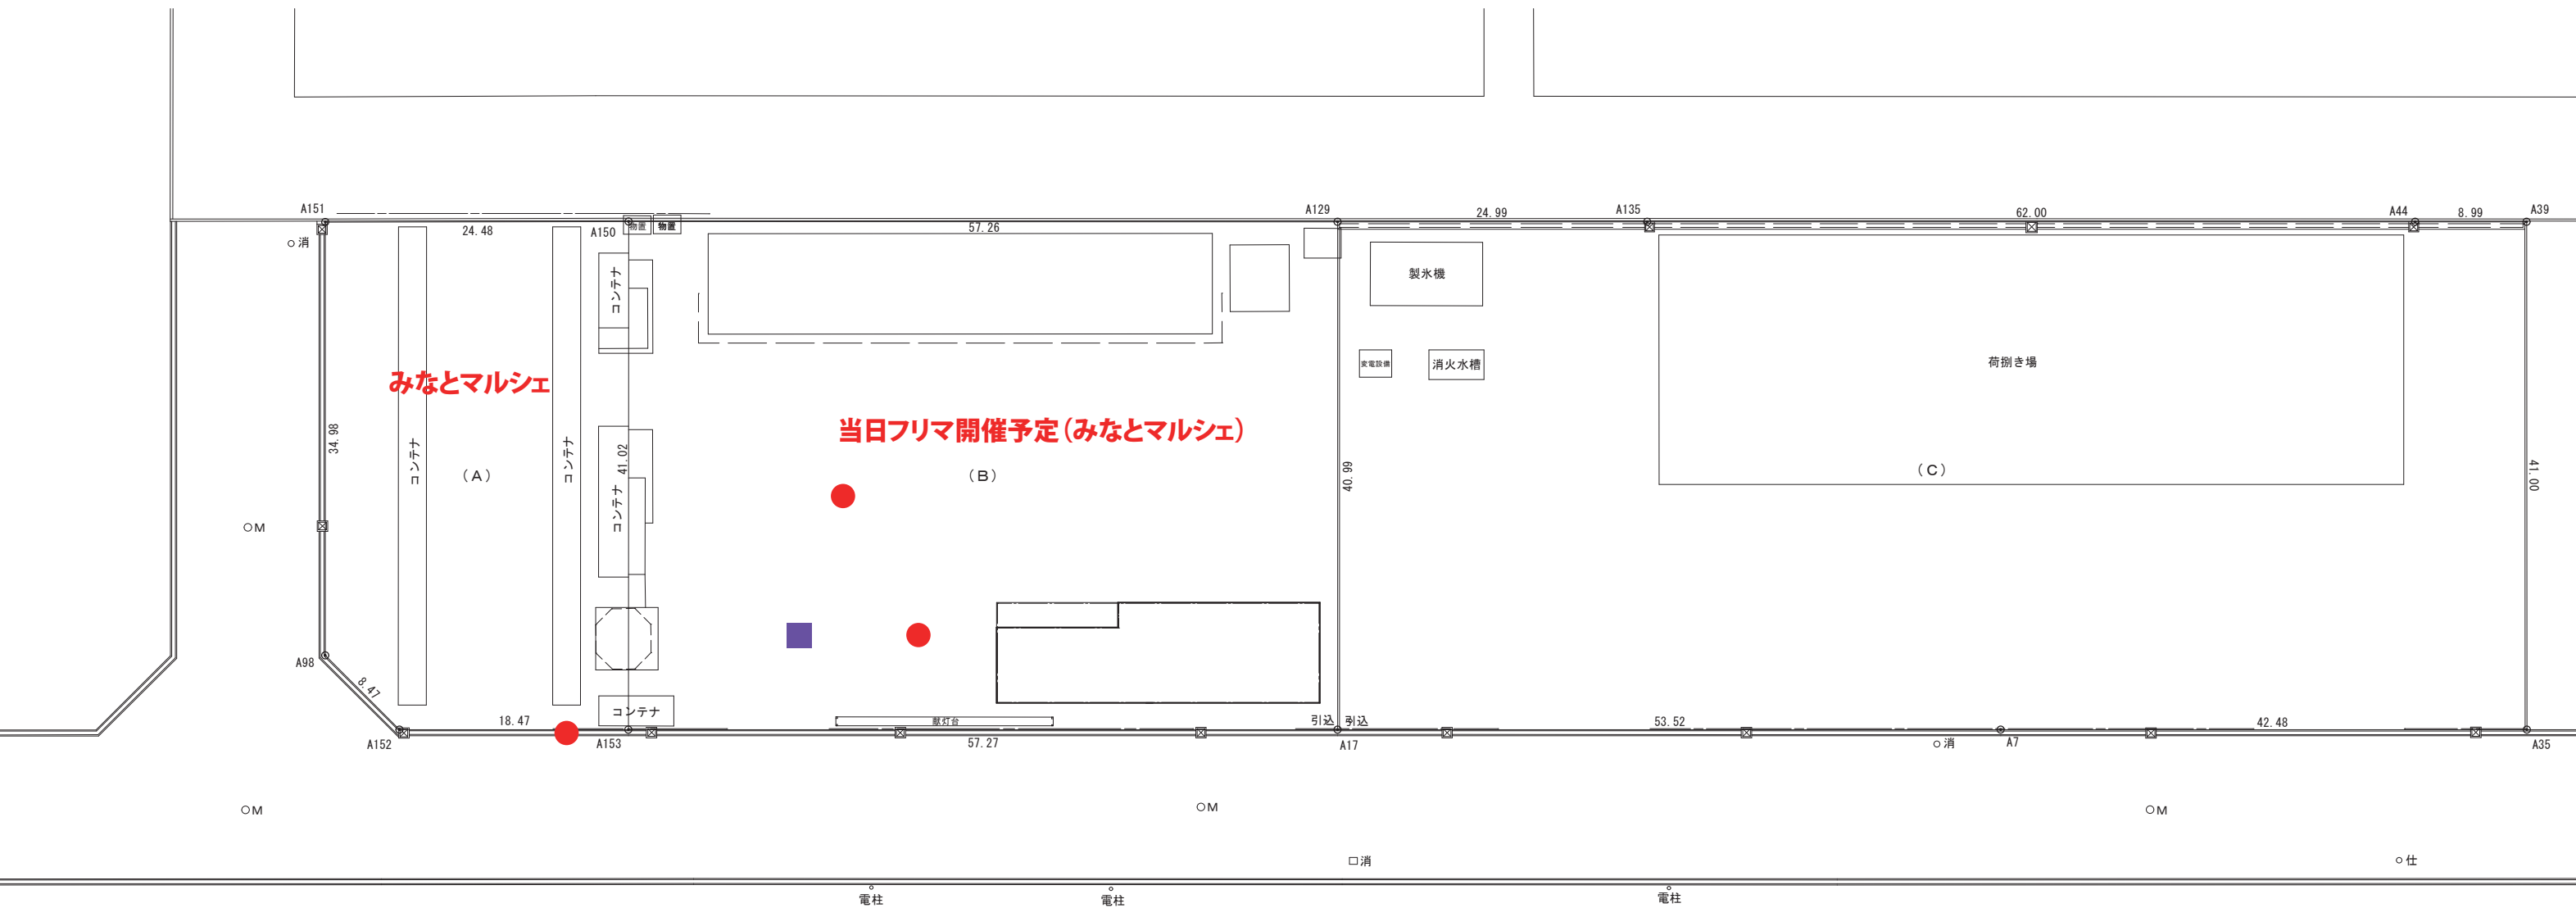 A151
A129
24.99
A135
62.00
A44
8.99
A39
消
24.48
A150
物置
物置
57.26
コンテナ
製氷機
変電設備
消火水槽
荷捌き場
みなとマルシェ
当日フリマ開催予定(みなとマルシェ)
34.98
コンテナ
(A)
コンテナ
コンテナ
41.02
(B)
40.99
(C)
41.00
M
A98
8.47
A152
18.47
コンテナ
A153
献灯台
57.27
引込
引込
A17
53.52
消
A7
42.48
A35
M
M
M
消
仕
電柱
電柱
電柱